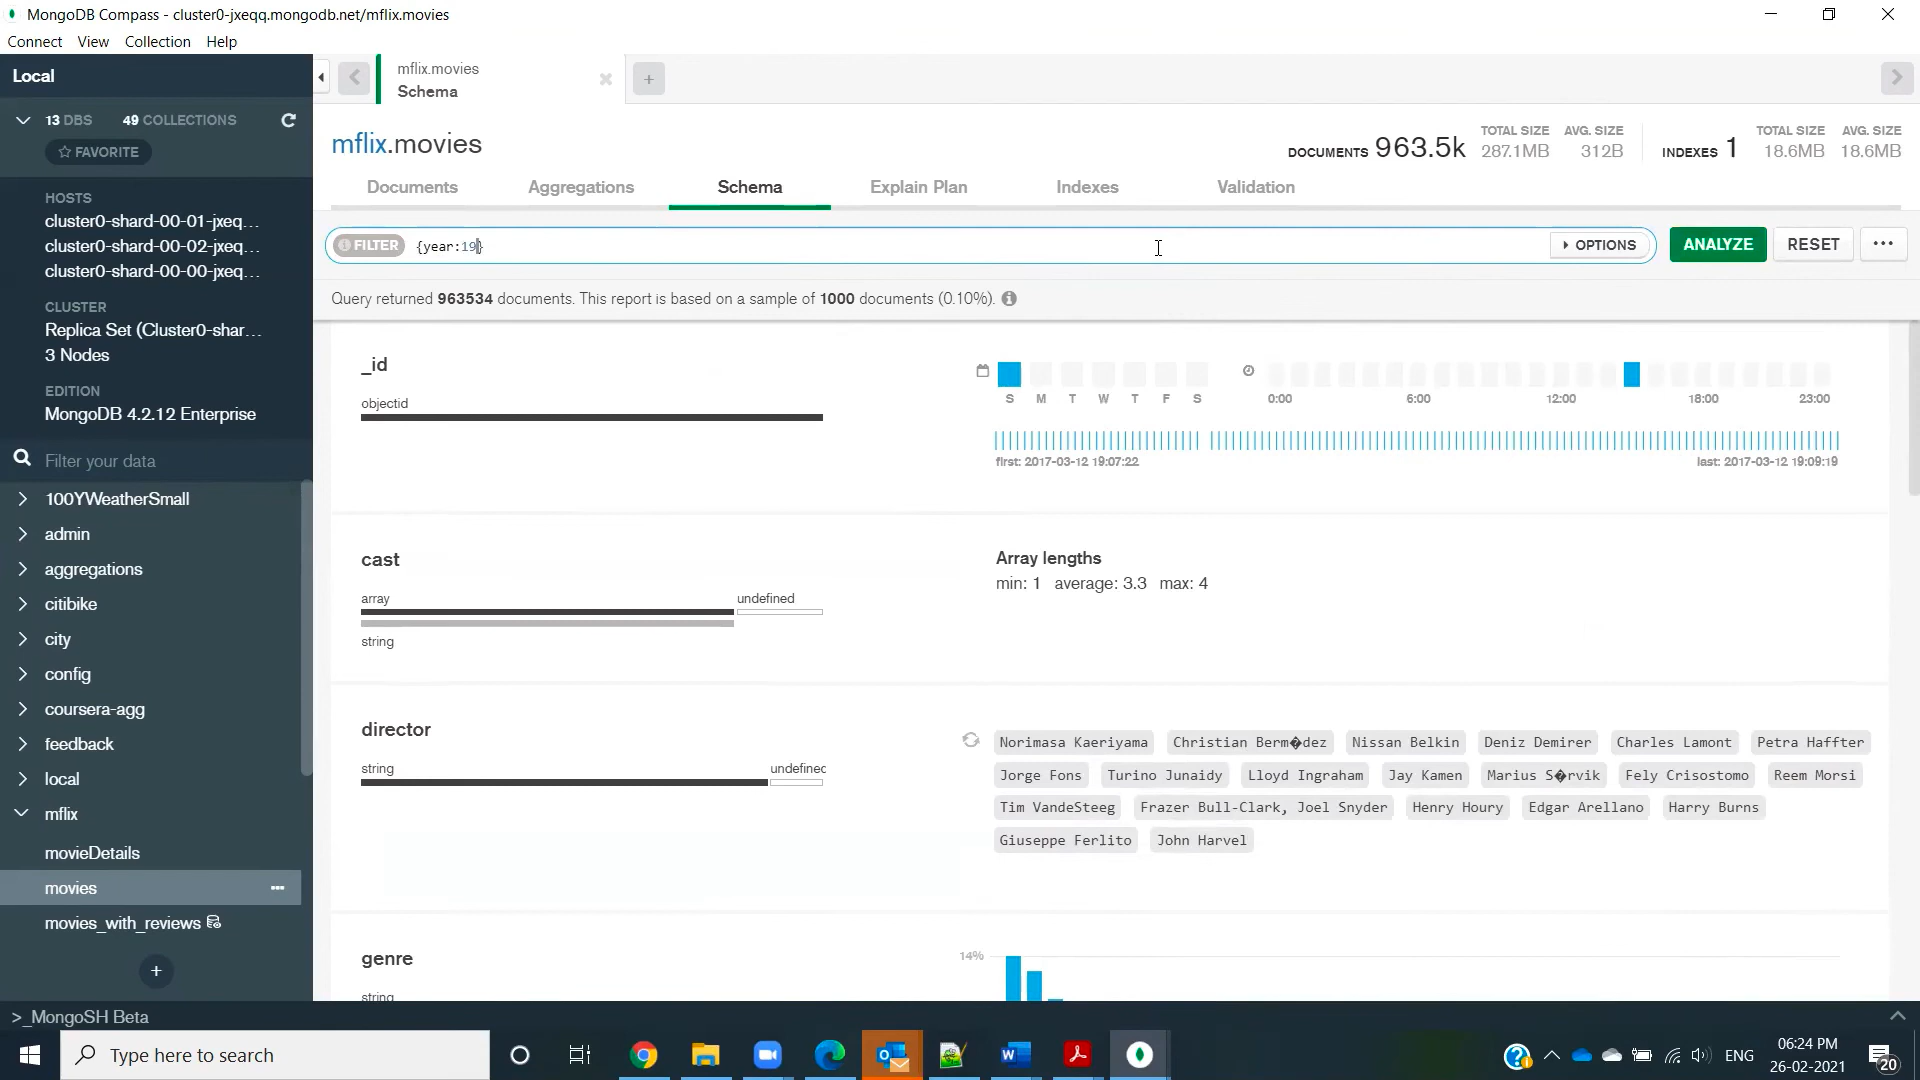 MongoDB Compass - cluster0-jxeqq.mongodb.net/mflix.movies
Connect View Collection Help
Local
mflix.movies
Schema
13 DBS 49 COLLECTIONS
FAVORITE
mflix.movies
DOCUMENTS 963.5k TOTAL SIZE 287.1MB AVG. SIZE 312B INDEXES 1 TOTAL SIZE 18.6MB AVG. SIZE 18.6MB
Documents Aggregations Schema Explain Plan Indexes Validation
HOSTS
cluster0-shard-00-01-jxeq...
cluster0-shard-00-02-jxeq...
cluster0-shard-00-00-jxeq...
CLUSTER
Replica Set (Cluster0-shar...
3 Nodes
EDITION
MongoDB 4.2.12 Enterprise
FILTER {year:19} OPTIONS ANALYZE RESET
Query returned 963534 documents. This report is based on a sample of 1000 documents (0.10%).
Filter your data
100YWeatherSmall
admin
aggregations
citibike
city
config
coursera-agg
feedback
local
mflix
movieDetails
movies
movies_with_reviews
_id
objectid
S M T W T F S
0:00 6:00 12:00 18:00 23:00
first: 2017-03-12 19:07:22 last: 2017-03-12 19:09:19
cast
array undefined
string
Array lengths
min: 1 average: 3.3 max: 4
director
string undefined
Norimasa Kaeriyama Christian Berm�dez Nissan Belkin Deniz Demirer Charles Lamont Petra Haffter
Jorge Fons Turino Junaidy Lloyd Ingraham Jay Kamen Marius S�rvik Fely Crisostomo Reem Morsi
Tim VandeSteeg Frazer Bull-Clark, Joel Snyder Henry Houry Edgar Arellano Harry Burns
Giuseppe Ferlito John Harvel
genre
string
14%
>_MongoSH Beta
Type here to search
ENG
06:24 PM
26-02-2021
20